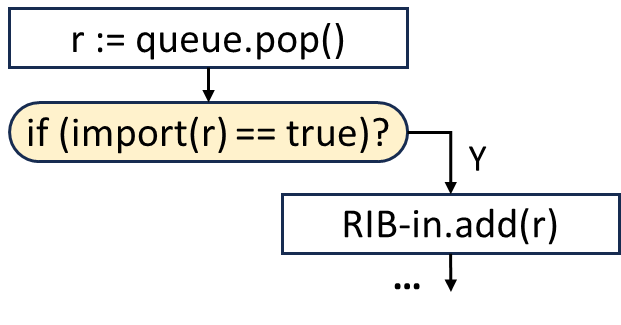 r := queue.pop()
if (import(r) == true)?
Y
RIB-in.add(r)
...